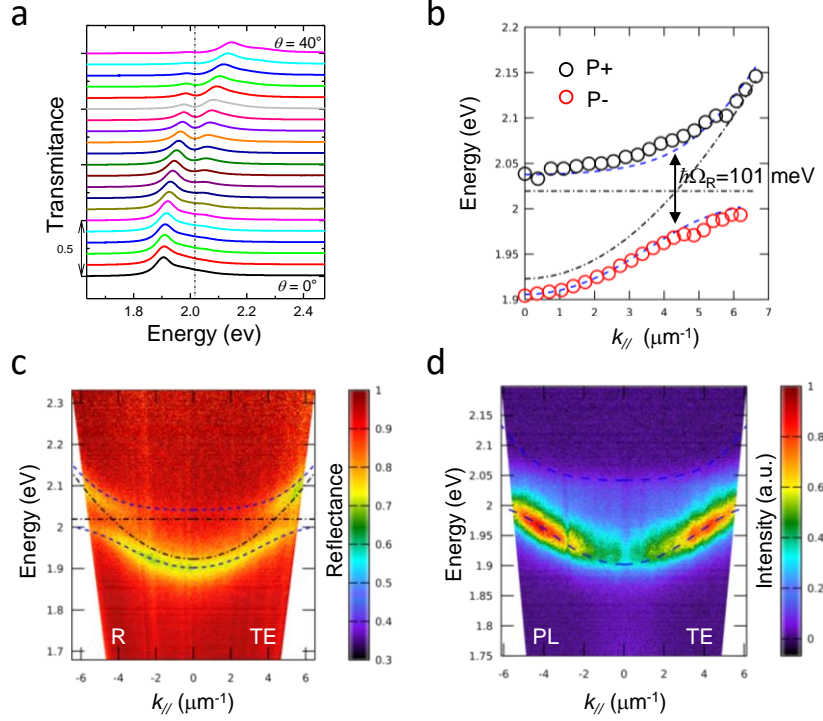 a
θ = 40°
Transmitance
0.5
θ = 0°
1.8 2.0 2.2 2.4
Energy (ev)
b
2.2
2.15
2.1
2.05
2
1.95
1.9
Energy (eV)
P+
P-
ħΩR=101 meV
0 1 2 3 4 5 6 7
k// (μm-1)
c
2.3
2.2
2.1
2
1.9
1.8
1.7
Energy (eV)
R TE
-6 -4 -2 0 2 4 6
k// (μm-1)
1
0.9
0.8
0.7
0.6
0.5
0.4
0.3
Reflectance
d
2.15
2.1
2.05
2
1.95
1.9
1.85
1.8
1.75
Energy (eV)
PL TE
-6 -4 -2 0 2 4 6
k// (μm-1)
1
0.8
0.6
0.4
0.2
0
Intensity (a.u.)